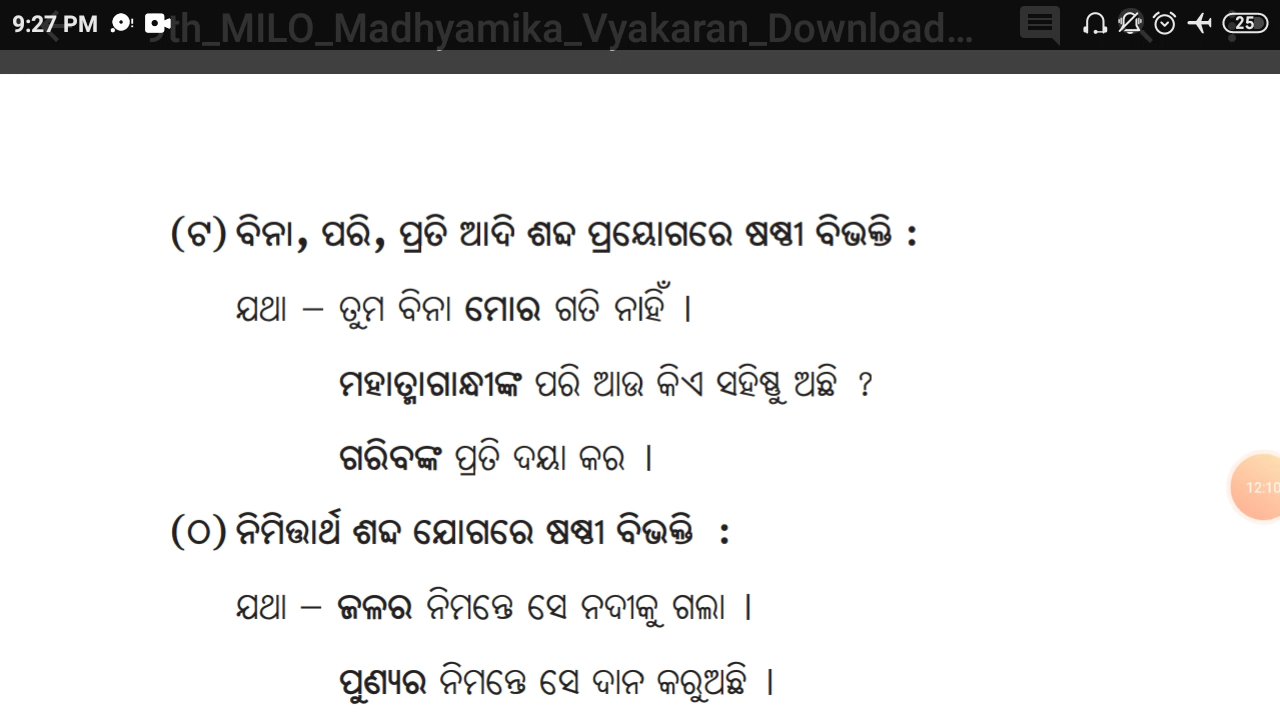 9:27 PM 25
9th_MILO_Madhyamika_Vyakaran_Download...
(ଟ) ବିନା, ପରି, ପ୍ରତି ଆଦି ଶବ୍ଦ ପ୍ରୟୋଗରେ ଷଷ୍ଠୀ ବିଭକ୍ତି :
ଯଥା – ତୁମ ବିନା ମୋର ଗତି ନାହିଁ ।
ମହାତ୍ମାଗାନ୍ଧୀଙ୍କ ପରି ଆଉ କିଏ ସହିଷ୍ଣୁ ଅଛି ?
ଗରିବଙ୍କ ପ୍ରତି ଦୟା କର ।
12:10
(ଠ) ନିମିତ୍ତାର୍ଥ ଶବ୍ଦ ଯୋଗରେ ଷଷ୍ଠୀ ବିଭକ୍ତି :
ଯଥା – ଜଳର ନିମନ୍ତେ ସେ ନଦୀକୁ ଗଲା ।
ପୁଣ୍ୟର ନିମନ୍ତେ ସେ ଦାନ କରୁଅଛି ।